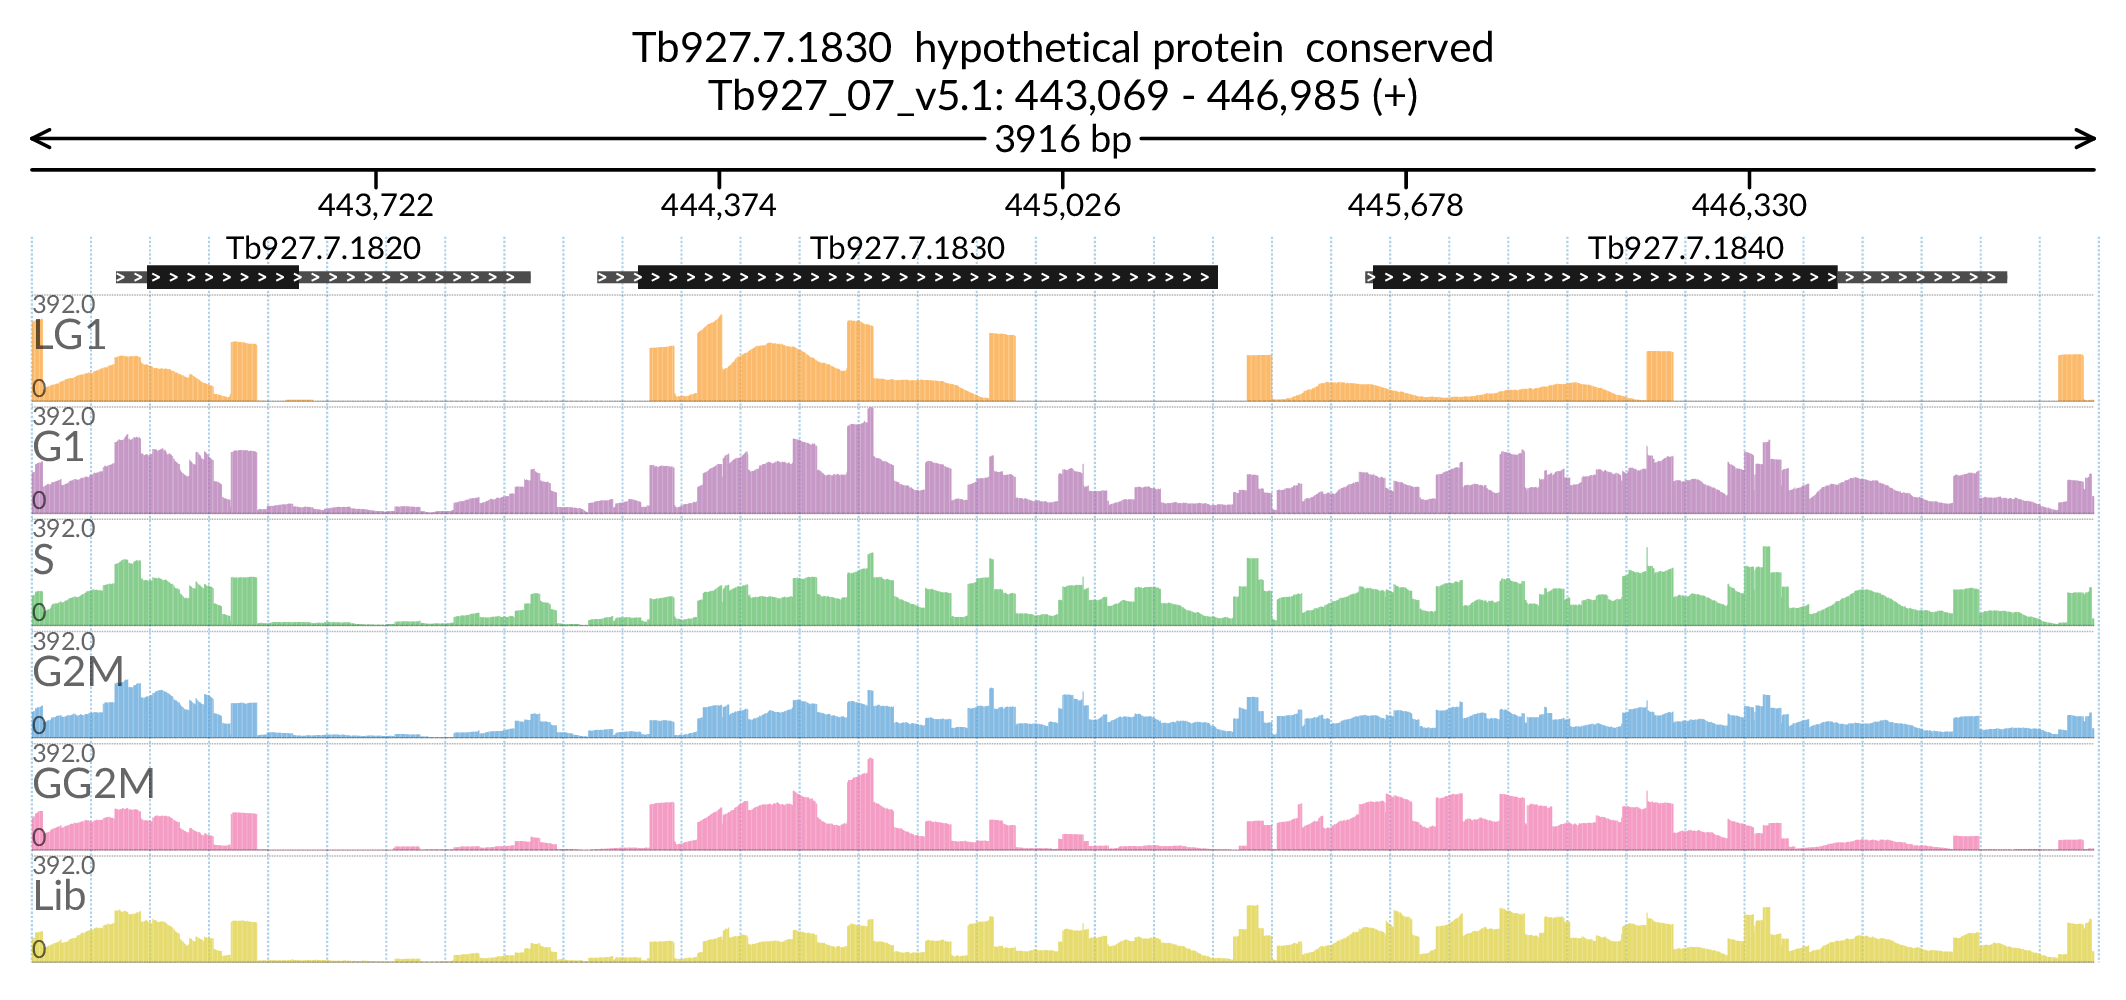 Tb927.7.1830  hypothetical protein  conserved
Tb927_07_v5.1: 443,069 - 446,985 (+)
3916 bp
443,722 444,374 445,026 445,678 446,330
Tb927.7.1820 Tb927.7.1830 Tb927.7.1840
392.0
LG1
0
392.0
G1
0
392.0
S
0
392.0
G2M
0
392.0
GG2M
0
392.0
Lib
0